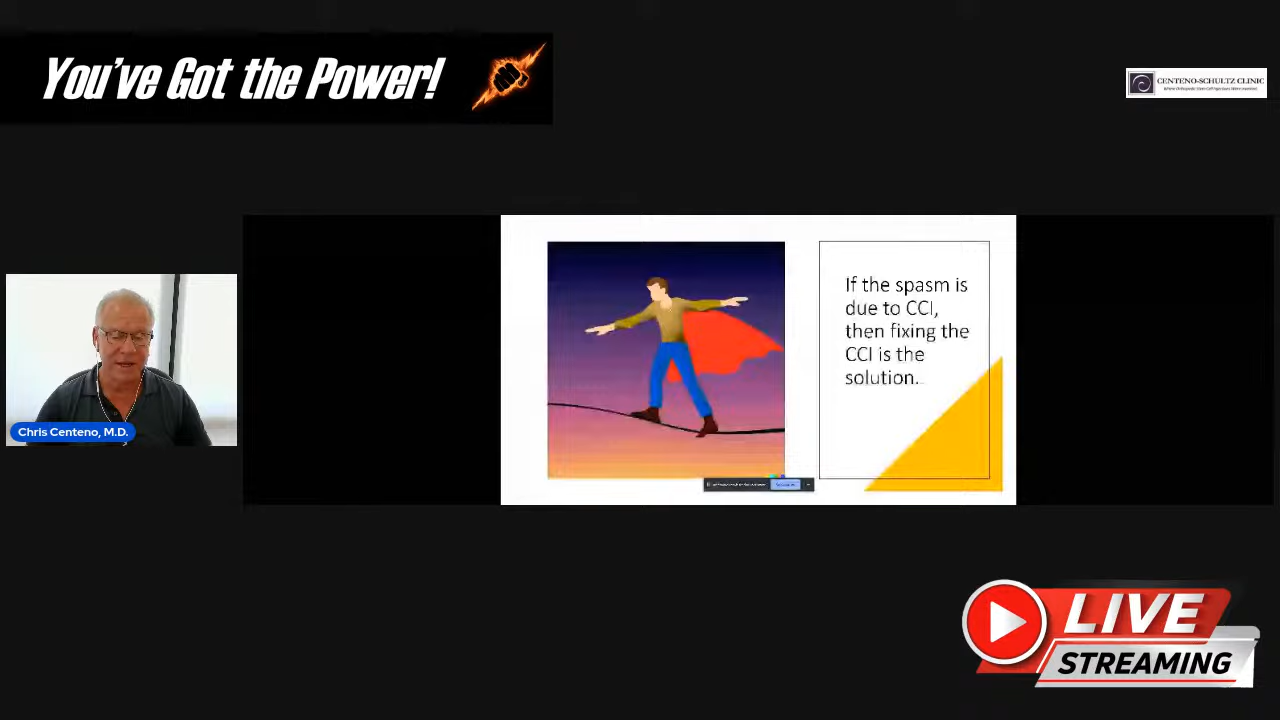 You've Got the Power!
CENTENO-SCHULTZ CLINIC
If the spasm is
due to CCI,
then fixing the
CCI is the
solution.
Chris Centeno, M.D.
LIVE
STREAMING